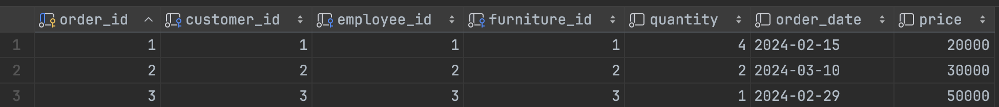 order_id customer_id employee_id furniture_id quantity order_date price
1 1 1 1 1 4 2024-02-15 20000
2 2 2 2 2 2 2024-03-10 30000
3 3 3 3 3 1 2024-02-29 50000